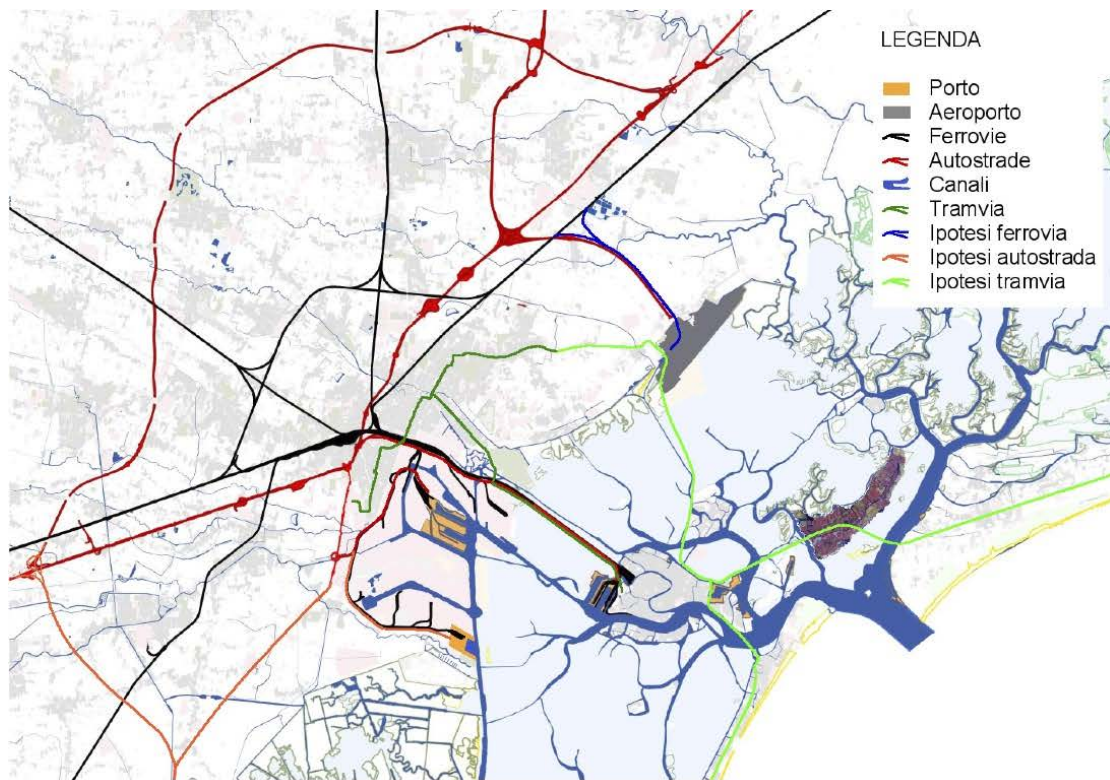 LEGENDA
Porto
Aeroporto
Ferrovie
Autostrade
Canali
Tramvia
Ipotesi ferrovia
Ipotesi autostrada
Ipotesi tramvia